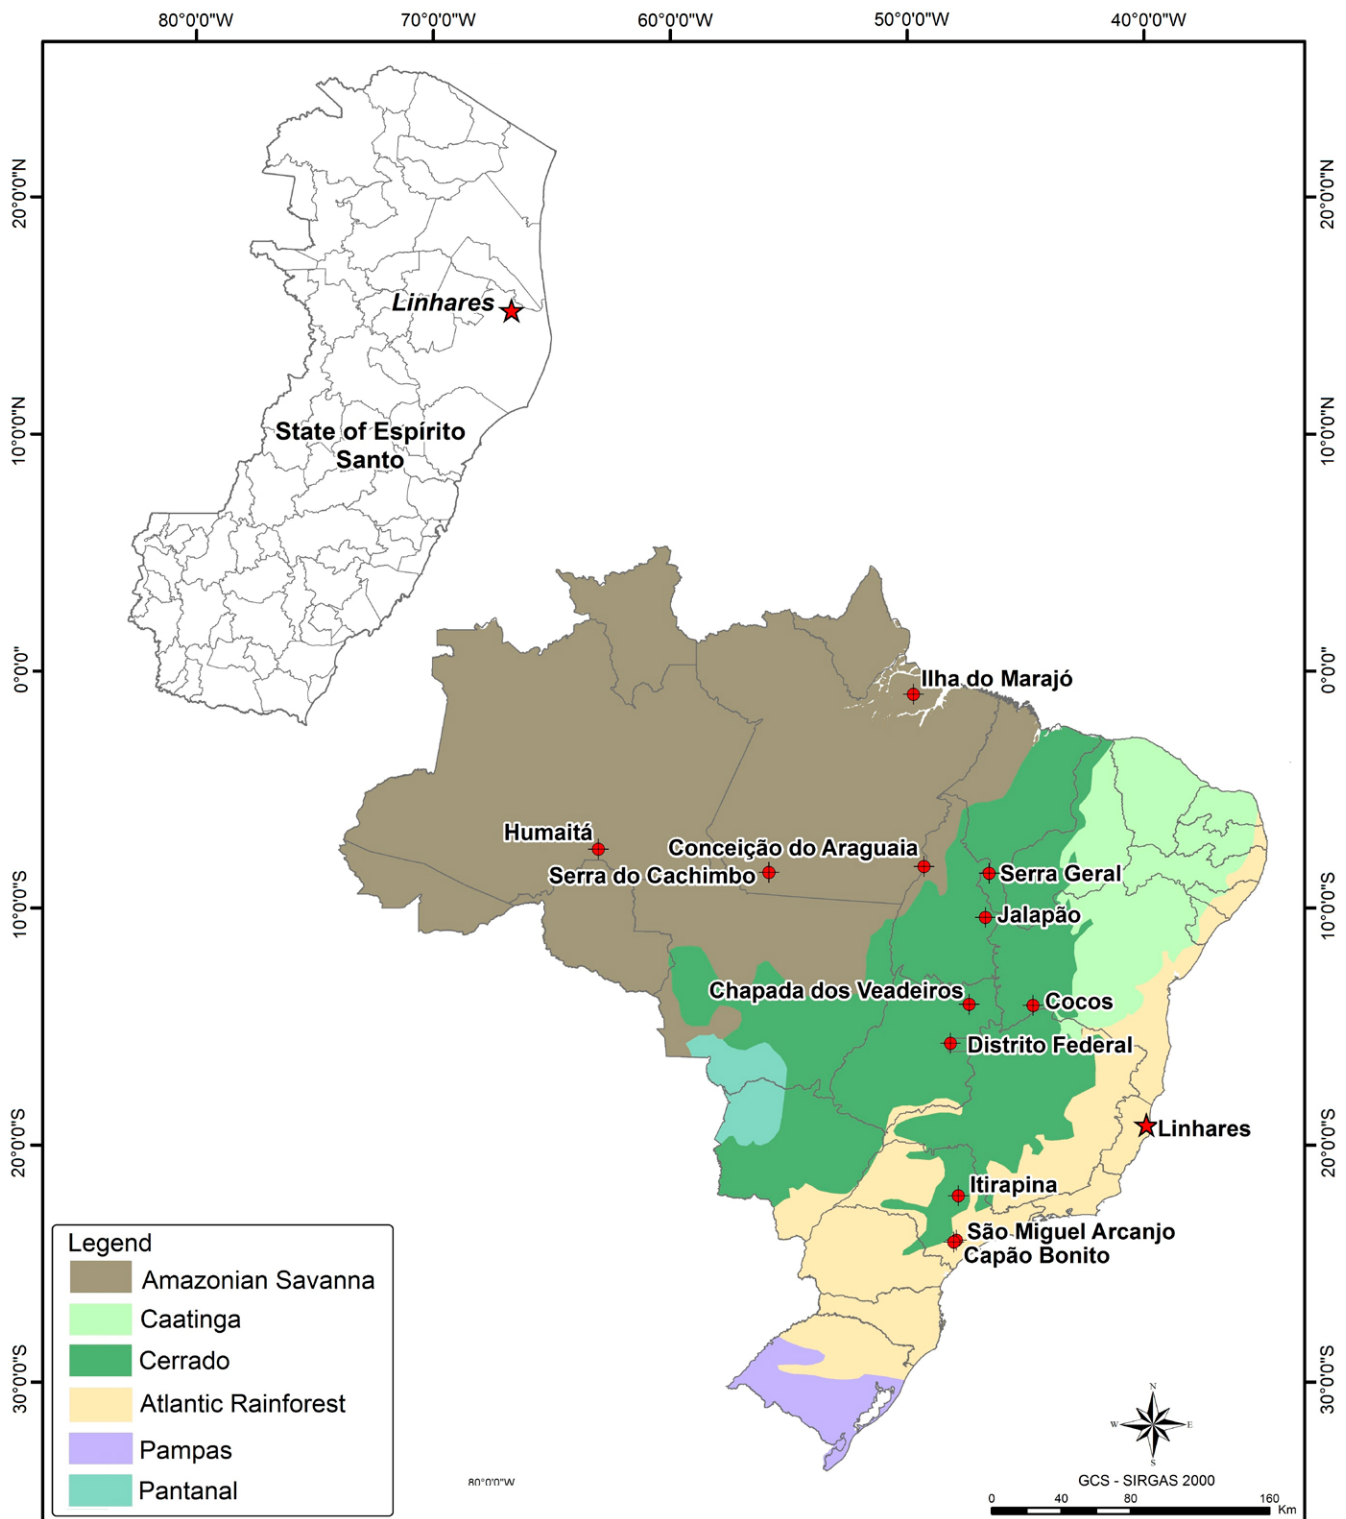 80°0'0"W 70°0'0"W 60°0'0"W 50°0'0"W 40°0'0"W
20°0'0"N
20°0'0"N
Linhares
10°0'0"N
10°0'0"N
State of Espírito
Santo
0°0'0"
0°0'0"
Ilha do Marajó
Humaitá
Conceição do Araguaia
Serra do Cachimbo
Serra Geral
10°0'0"S
10°0'0"S
Jalapão
Chapada dos Veadeiros
Cocos
Distrito Federal
20°0'0"S
20°0'0"S
Linhares
Itirapina
São Miguel Arcanjo
Capão Bonito
Legend
Amazonian Savanna
Caatinga
Cerrado
Atlantic Rainforest
Pampas
Pantanal
30°0'0"S
30°0'0"S
N
W E
S
80°0'0"W
GCS - SIRGAS 2000
0 40 80 160
Km